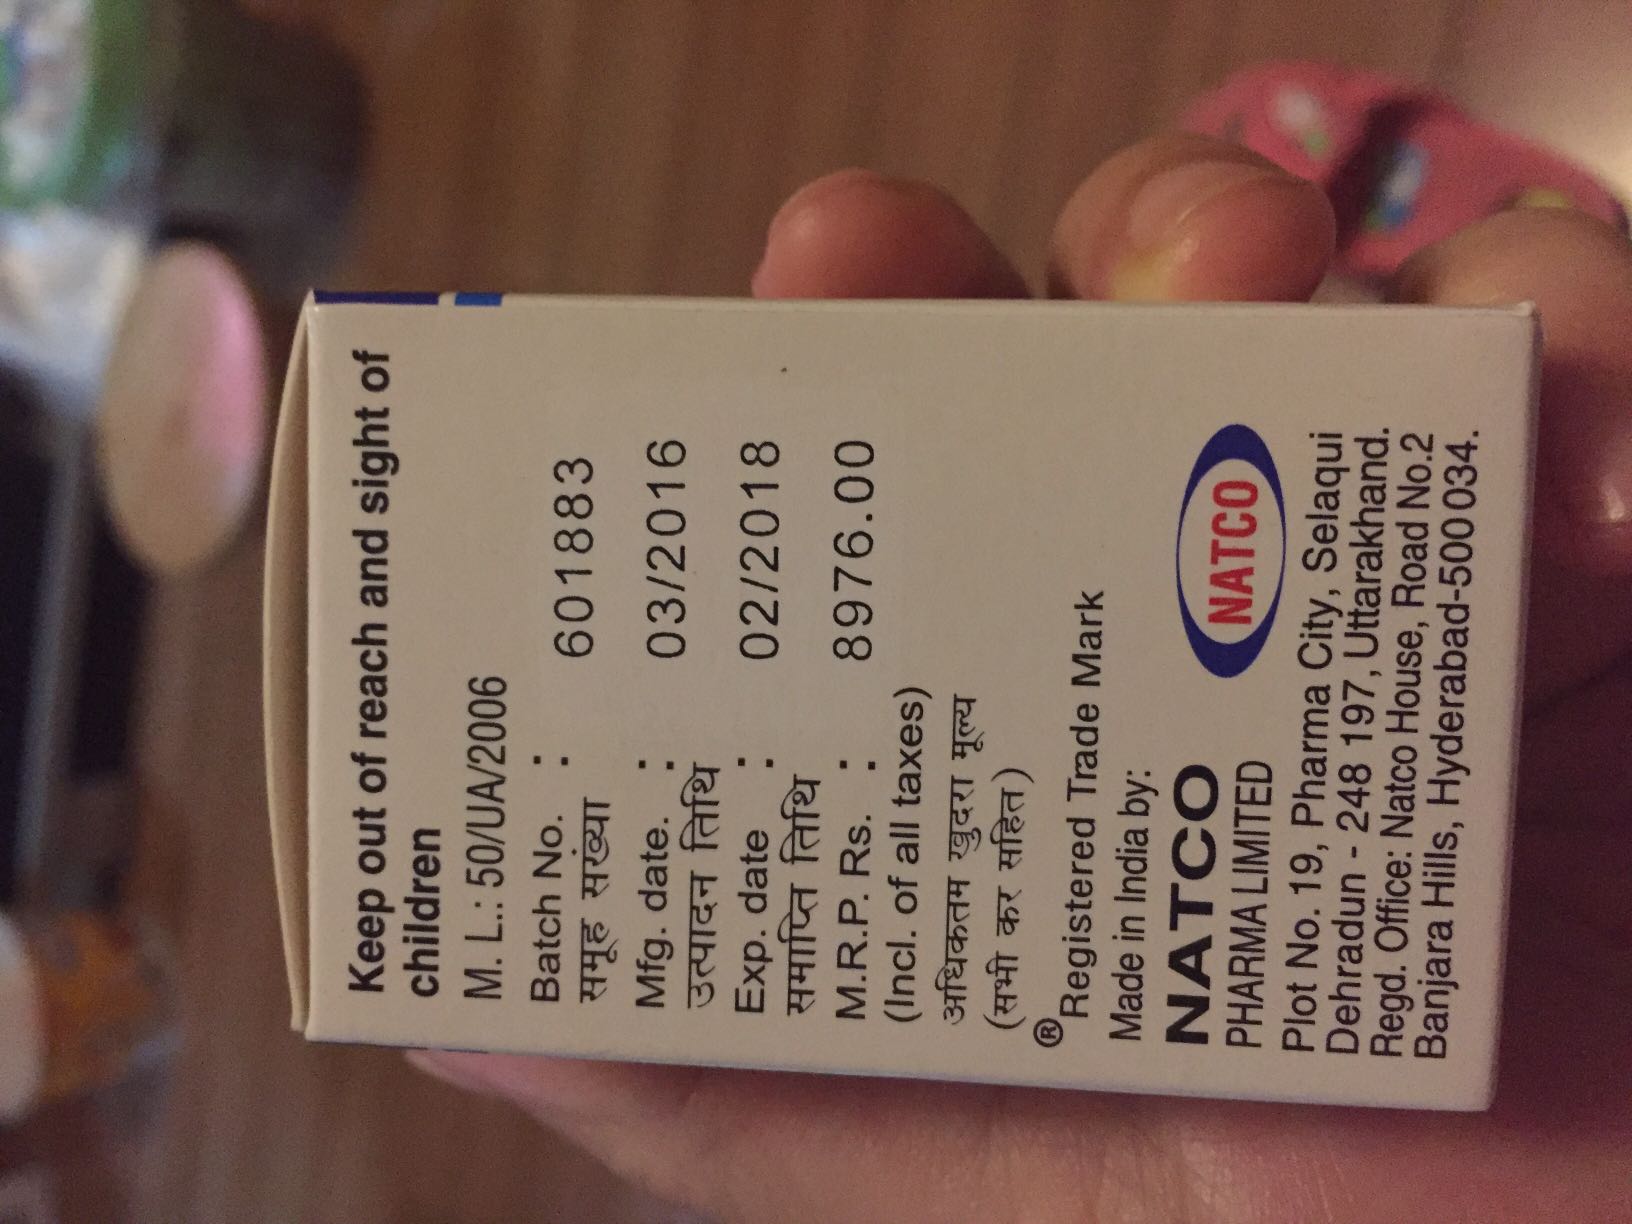 Keep out of reach and sight of
children
M. L.: 50/UA/2006
Batch No. : 601883
समूह संख्या
Mfg. date. : 03/2016
उत्पादन तिथि
Exp. date : 02/2018
समाप्ति तिथि
M.R.P. Rs. : 8976.00
(Incl. of all taxes)
अधिकतम खुदरा मूल्य
(सभी कर सहित)
® Registered Trade Mark
Made in India by:
NATCO
PHARMA LIMITED
NATCO
Plot No. 19, Pharma City, Selaqui
Dehradun - 248 197, Uttarakhand.
Regd. Office: Natco House, Road No.2
Banjara Hills, Hyderabad-500 034.